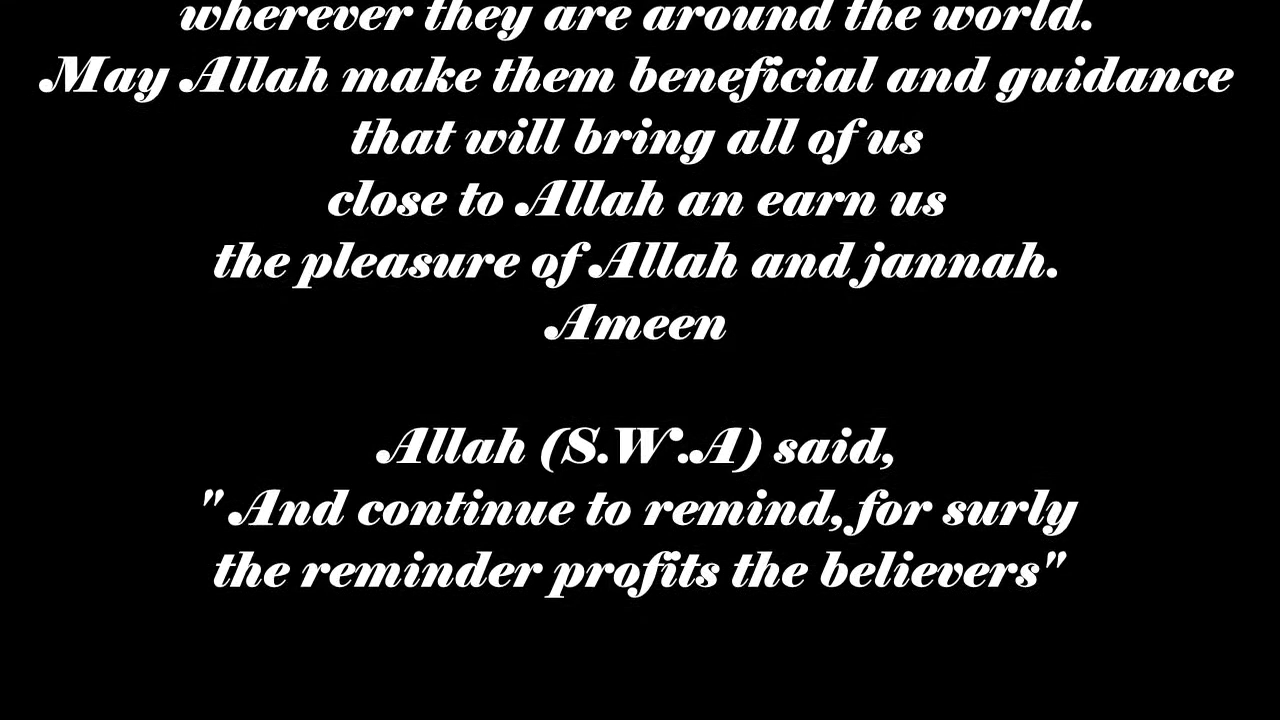 wherever they are around the world.
May Allah make them beneficial and guidance
that will bring all of us
close to Allah an earn us
the pleasure of Allah and jannah.
Ameen
Allah (S.W.A) said,
"And continue to remind, for surly
the reminder profits the believers"